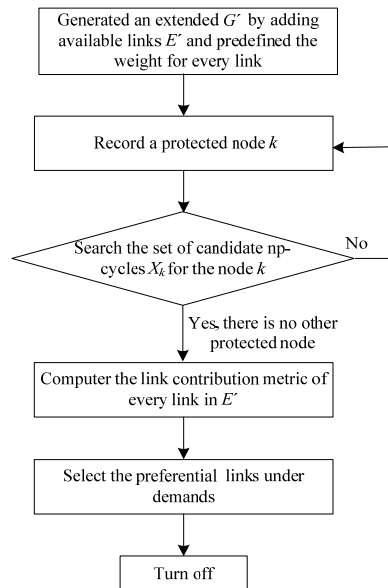 Generated an extended G´ by adding
available links E´ and predefined the
weight for every link
Record a protected node k
Search the set of candidate np-
cycles Xk for the node k
No
Yes, there is no other
protected node
Computer the link contribution metric of
every link in E´
Select the preferential links under
demands
Turn off